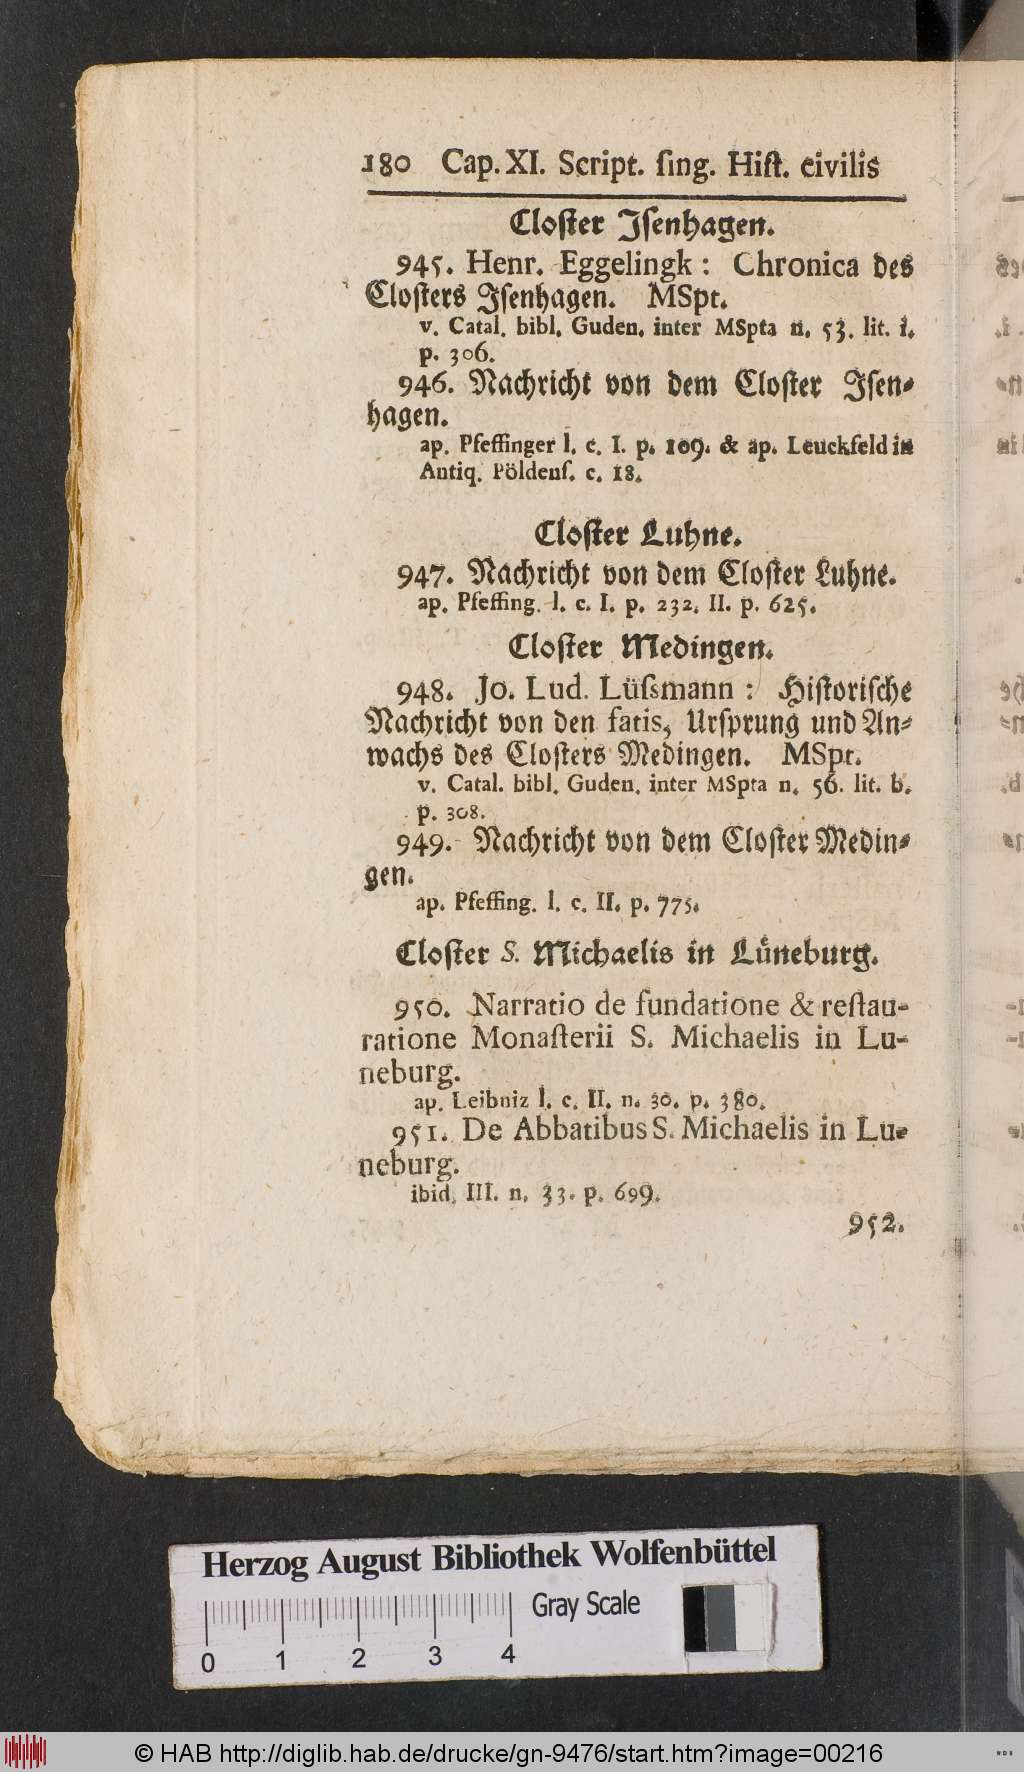 180 Cap. XI. Script. ſing. Hiſt. civilis
Cloſter Iſenhagen.
945. Henr. Eggelingk : Chronica des
Cloſters Iſenhagen. MSpt.
v. Catal. bibl. Guden. inter MSpta n. 53. lit. i.
p. 306.
946. Nachricht von dem Cloſter Iſen⸗
hagen.
ap. Pfeffinger l. c. I. p. 109. & ap. Leuckfeld in
Antiq. Pöldenſ. c. 18.
Cloſter Luhne.
947. Nachricht von dem Cloſter Luhne.
ap. Pfeffing. l. c. I. p. 232. II. p. 625.
Cloſter Medingen.
948. Jo. Lud. Lüſsmann : Hiſtoriſche
Nachricht von den fatis, Urſprung und An⸗
wachs des Cloſters Medingen. MSpt.
v. Catal. bibl. Guden. inter MSpta n. 56. lit. b.
p. 308.
949. Nachricht von dem Cloſter Medin⸗
gen.
ap. Pfeffing. l. c. II. p. 775.
Cloſter S. Michaelis in Lüneburg.
950. Narratio de fundatione & reſtau-
ratione Monaſterii S. Michaelis in Lu-
neburg.
ap. Leibniz l. c. II. n. 30. p. 380.
951. De Abbatibus S. Michaelis in Lu-
neburg.
ibid. III. n. 33. p. 699.
952.
Herzog August Bibliothek Wolfenbüttel
Gray Scale
0 1 2 3 4
© HAB http://diglib.hab.de/drucke/gn-9476/start.htm?image=00216